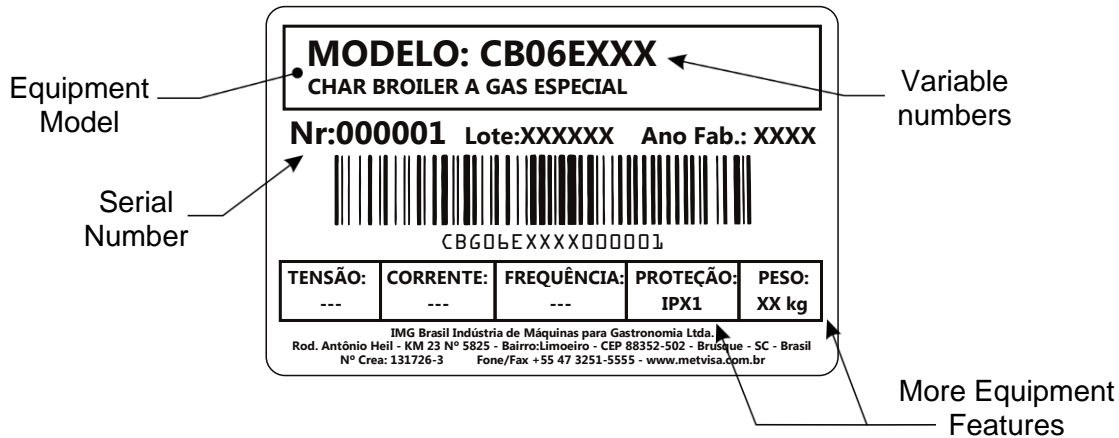 MODELO: CB06EXXX
CHAR BROILER A GAS ESPECIAL
Equipment
Model
Variable
numbers
Nr:000001 Lote:XXXXXX Ano Fab.: XXXX
Serial
Number
CBG06EXXXX000001
TENSÃO: CORRENTE: FREQUÊNCIA: PROTEÇÃO: PESO:
--- --- --- IPX1 XX kg
IMG Brasil Indústria de Máquinas para Gastronomia Ltda.
Rod. Antônio Heil - KM 23 Nº 5825 - Bairro:Limoeiro - CEP 88352-502 - Brusque - SC - Brasil
Nº Crea: 131726-3 Fone/Fax +55 47 3251-5555 - www.metvisa.com.br
More Equipment
Features